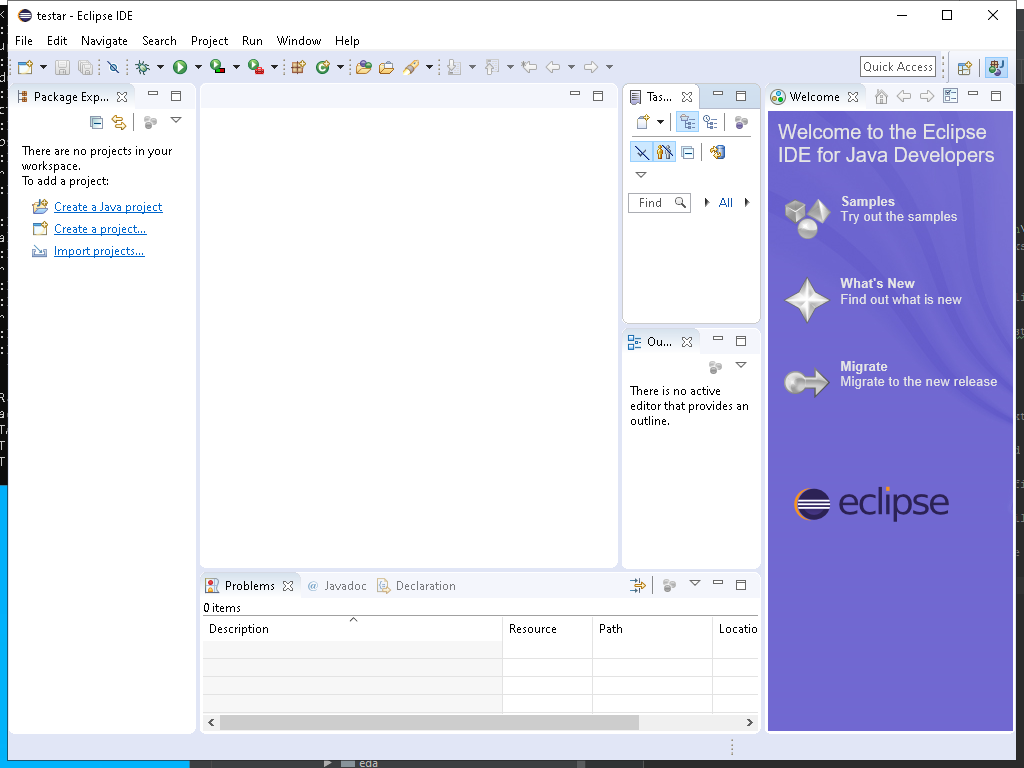 testar - Eclipse IDE
File Edit Navigate Search Project Run Window Help
Quick Access
Package Exp...
There are no projects in your
workspace.
To add a project:
Create a Java project
Create a project...
Import projects...
Tas...
Find
All
Ou...
There is no active
editor that provides an
outline.
Welcome
Welcome to the Eclipse
IDE for Java Developers
Samples
Try out the samples
What's New
Find out what is new
Migrate
Migrate to the new release
eclipse
Problems @ Javadoc Declaration
0 items
Description Resource Path Locatio
eda